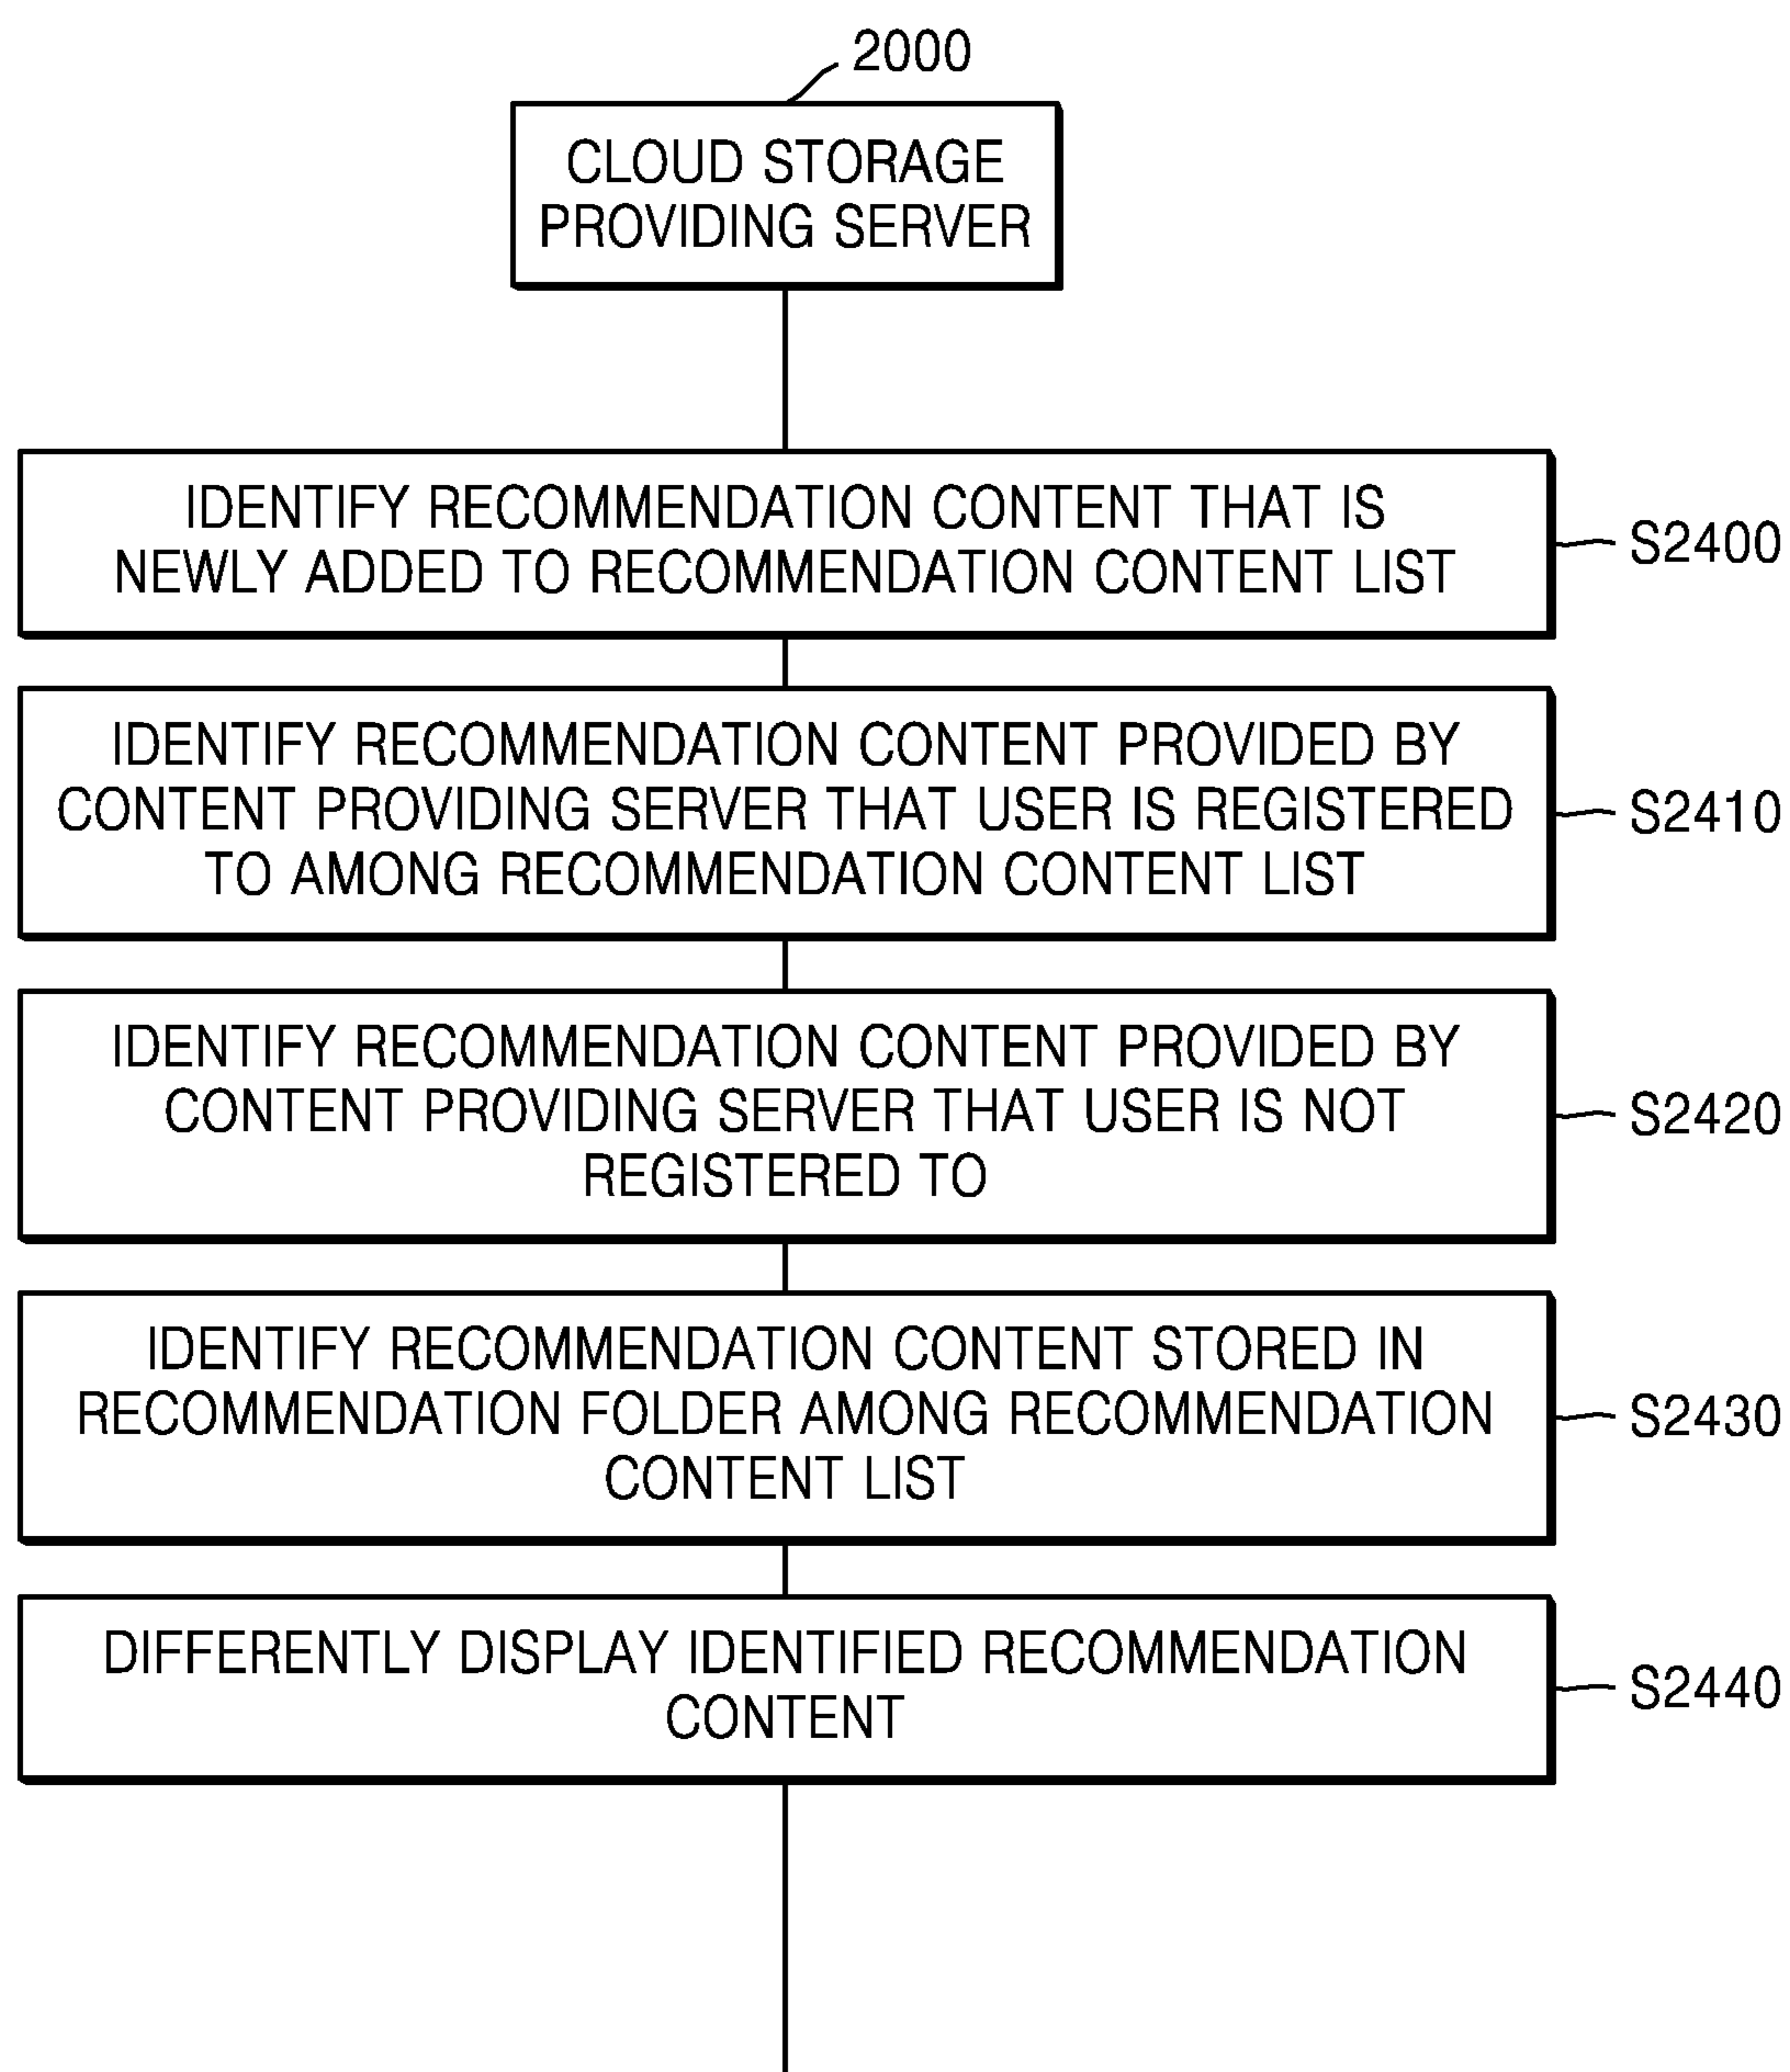 2000
CLOUD STORAGE
PROVIDING SERVER
IDENTIFY RECOMMENDATION CONTENT THAT IS
NEWLY ADDED TO RECOMMENDATION CONTENT LIST
S2400
IDENTIFY RECOMMENDATION CONTENT PROVIDED BY
CONTENT PROVIDING SERVER THAT USER IS REGISTERED
TO AMONG RECOMMENDATION CONTENT LIST
S2410
IDENTIFY RECOMMENDATION CONTENT PROVIDED BY
CONTENT PROVIDING SERVER THAT USER IS NOT
REGISTERED TO
S2420
IDENTIFY RECOMMENDATION CONTENT STORED IN
RECOMMENDATION FOLDER AMONG RECOMMENDATION
CONTENT LIST
S2430
DIFFERENTLY DISPLAY IDENTIFIED RECOMMENDATION
CONTENT
S2440